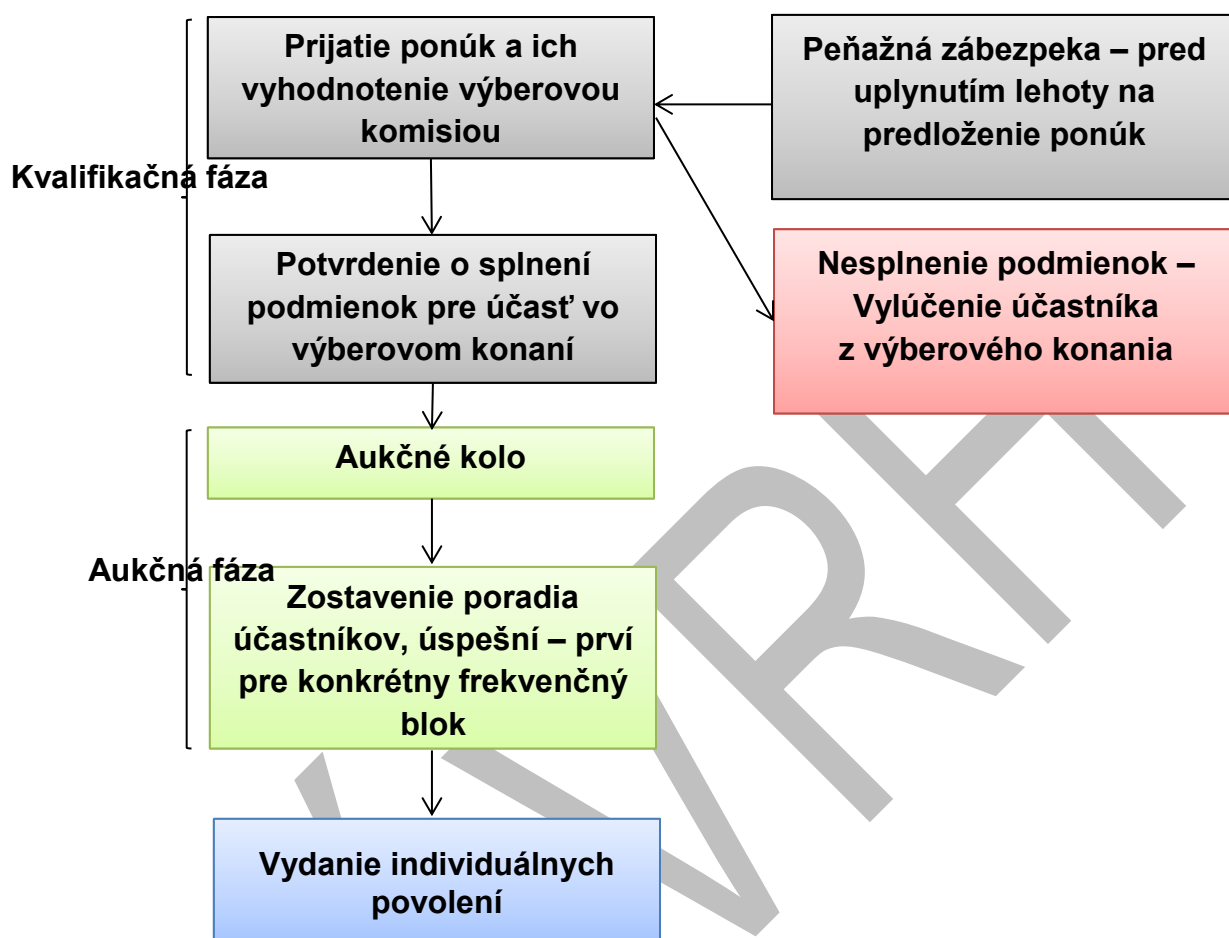 Prijatie ponúk a ich
vyhodnotenie výberovou
komisiou
Peňažná zábezpeka – pred
uplynutím lehoty na
predloženie ponúk
Kvalifikačná fáza
Potvrdenie o splnení
podmienok pre účasť vo
výberovom konaní
Nesplnenie podmienok –
Vylúčenie účastníka
z výberového konania
Aukčné kolo
Aukčná fáza
Zostavenie poradia
účastníkov, úspešní – prví
pre konkrétny frekvenčný
blok
Vydanie individuálnych
povolení